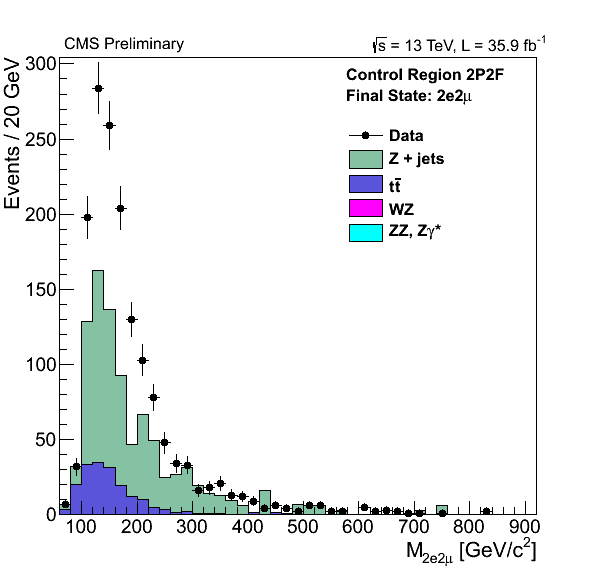 CMS Preliminary
√s = 13 TeV, L = 35.9 fb⁻¹
Control Region 2P2F
Final State: 2e2μ
Data
Z + jets
tt̄
WZ
ZZ, Zγ*
Events / 20 GeV
300
250
200
150
100
50
0
100 200 300 400 500 600 700 800 900
M₂ₑ₂μ [GeV/c²]